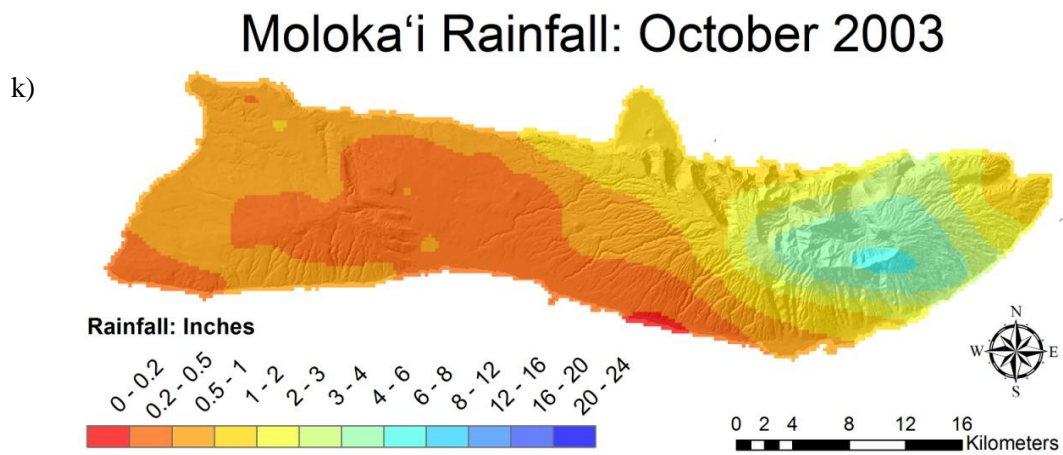 Molokaʻi Rainfall: October 2003
k)
Rainfall: Inches
0 - 0.2
0.2 - 0.5
0.5 - 1
1 - 2
2 - 3
3 - 4
4 - 6
6 - 8
8 - 12
12 - 16
16 - 20
20 - 24
N
W E
S
0 2 4 8 12 16
Kilometers